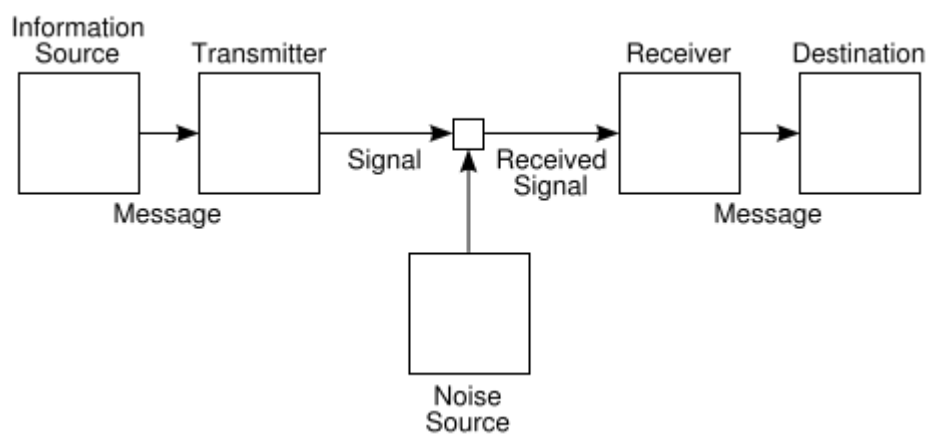 Information
Source
Transmitter
Receiver
Destination
Signal
Received
Signal
Message
Message
Noise
Source